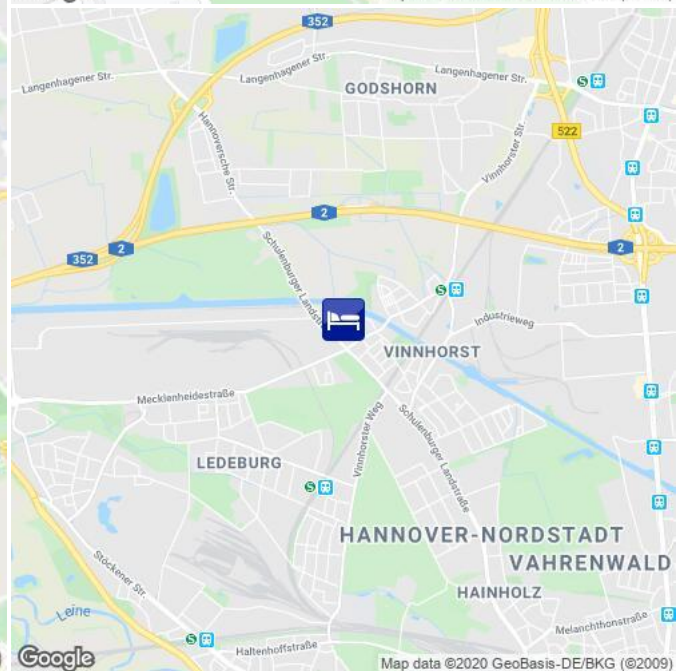 352
Langenhagener Str.
Langenhagener Str.
GODSHORN
S
522
Hannoversche Str.
Vinnhorster Str.
2
2
352
2
Schulenburger Landstr
S
Industrieweg
VINNHORST
Mecklenheidestraße
Vinnhorster Weg
Schulenburger Landstraße
LEDEBURG
S
HANNOVER-NORDSTADT
VAHRENWALD
Stöckener Str.
HAINHOLZ
Leine
Melanchthonstraße
S
Haltenhoffstraße
Google
Map data ©2020 GeoBasis-DE/BKG (©2009)